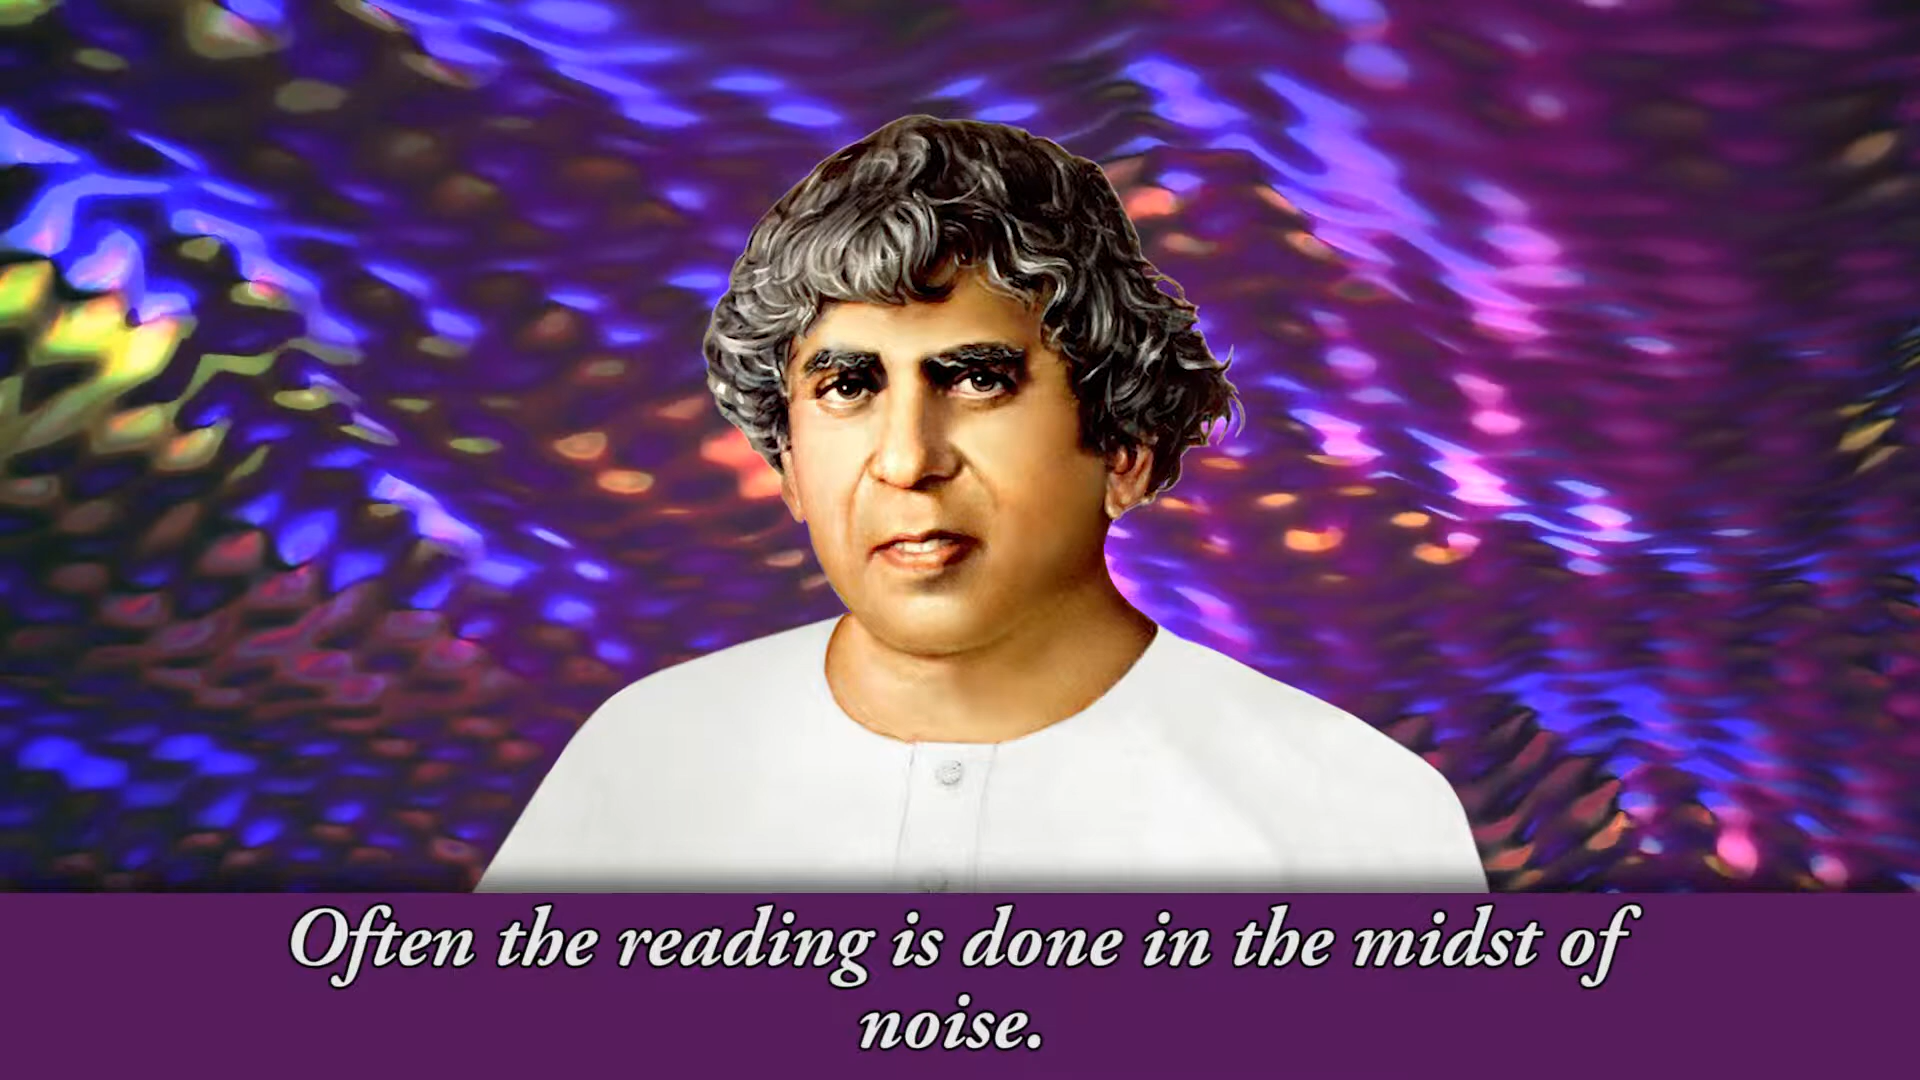 Often the reading is done in the midst of
noise.